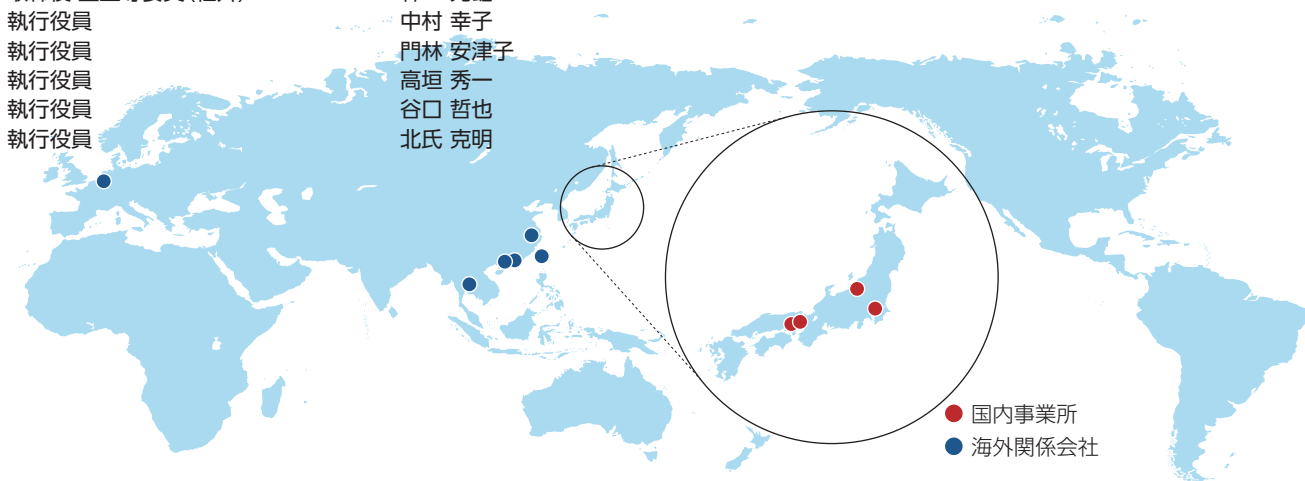 執行役員 中村 幸子
執行役員 門林 安津子
執行役員 高垣 秀一
執行役員 谷口 哲也
執行役員 北氏 克明
国内事業所
海外関係会社